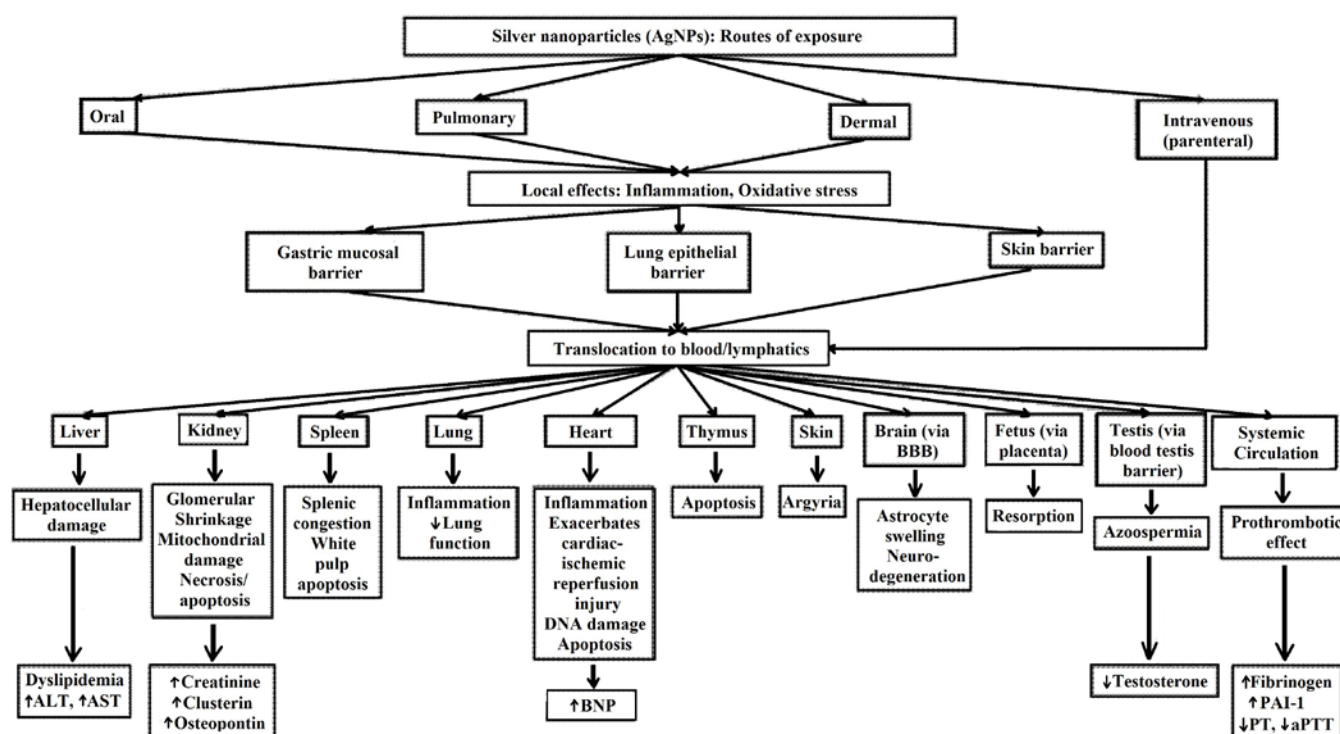 Silver nanoparticles (AgNPs): Routes of exposure
Oral
Pulmonary
Dermal
Intravenous
(parenteral)
Local effects: Inflammation, Oxidative stress
Gastric mucosal
barrier
Lung epithelial
barrier
Skin barrier
Translocation to blood/lymphatics
Liver
Kidney
Spleen
Lung
Heart
Thymus
Skin
Brain (via
BBB)
Fetus (via
placenta)
Testis (via
blood testis
barrier)
Systemic
Circulation
Hepatocellular
damage
Glomerular
Shrinkage
Mitochondrial
damage
Necrosis/
apoptosis
Splenic
congestion
White
pulp
apoptosis
Inflammation
↓Lung
function
Inflammation
Exacerbates
cardiac-
ischemic
reperfusion
injury
DNA damage
Apoptosis
Apoptosis
Argyria
Astrocyte
swelling
Neuro-
degeneration
Resorption
Azoospermia
Prothrombotic
effect
Dyslipidemia
↑ALT, ↑AST
↑Creatinine
↑Clusterin
↑Osteopontin
↑BNP
↓Testosterone
↑Fibrinogen
↑PAI-1
↓PT, ↓aPTT